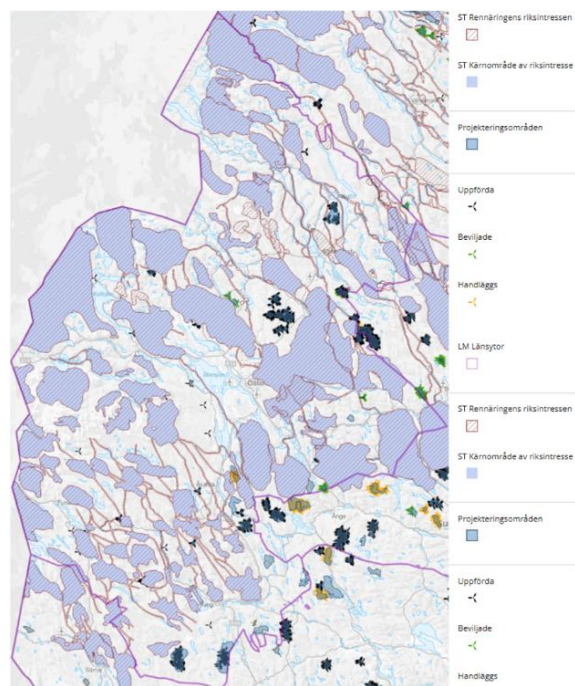 ST Rennäringens riksintressen
ST Kärnområde av riksintresse
Projekteringsområden
Uppförda
Beviljade
Handläggs
LM Länsytor
ST Rennäringens riksintressen
ST Kärnområde av riksintresse
Projekteringsområden
Uppförda
Beviljade
Handläggs
Ånge